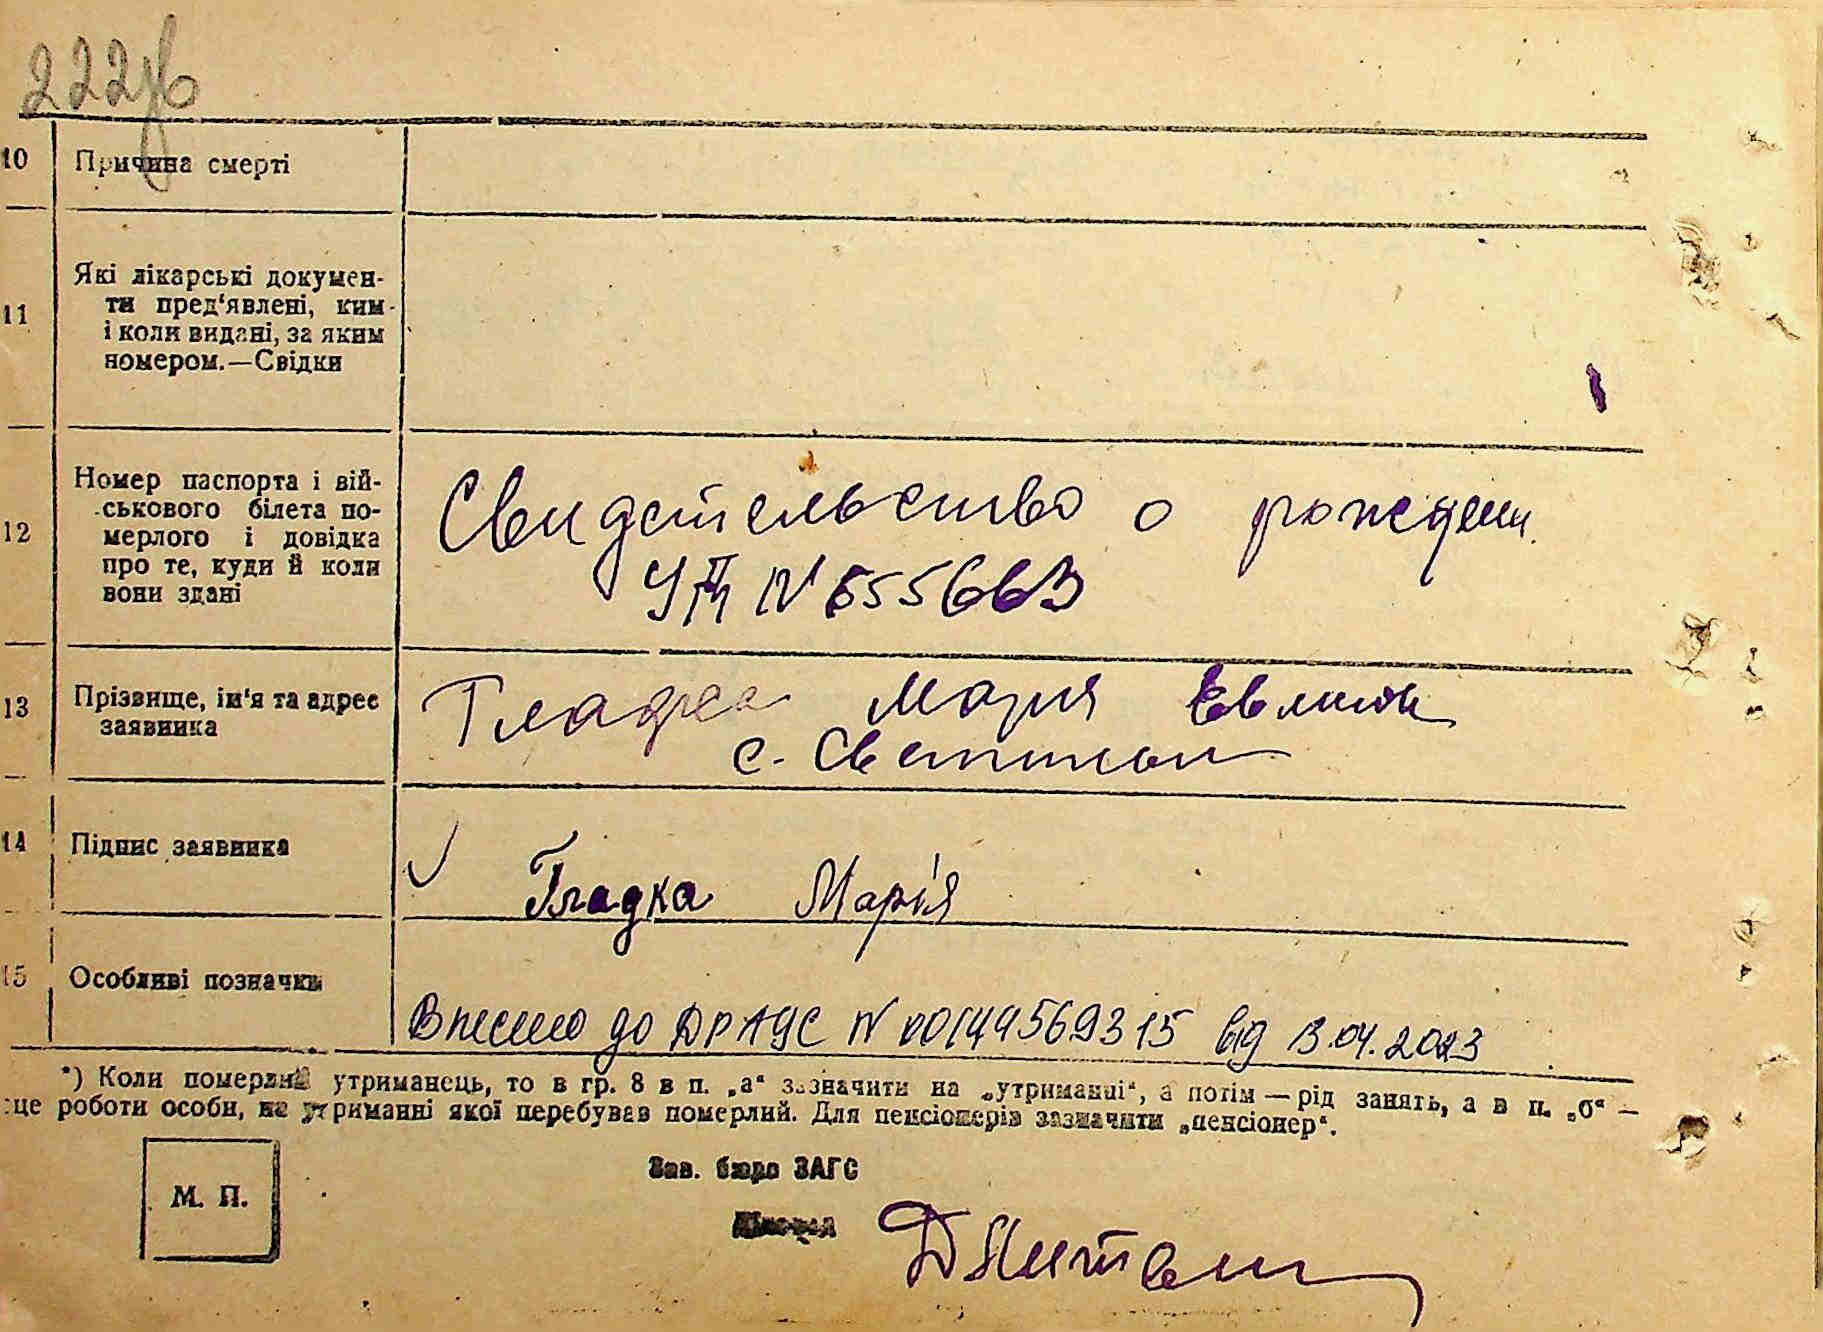 222
10 Причина смерті
11 Які лікарські докумен-
ти пред'явлені, ким
і коли видані, за яким
номером.—Свідки
12 Номер паспорта і вій-
ськового білета по-
мерлого і довідка
про те, куди й коли
вони здані
Свидетельство о рождении
N 555663
13 Прізвище, ім'я та адрес
заявника
Гладка Мария
с.
14 Підпис заявника
Гладка Марія
15 Особливі позначки
Внесено до ДРАЦС N 00144569315 від 13.04.2023
*) Коли померлий утриманець, то в гр. 8 в п. „а“ зазначити на „утриманні“, а потім — рід занять, а в п. „б“ —
це роботи особи, на утриманні якої перебував померлий. Для пенсіонерів зазначити „пенсіонер“.
М. П.
Зав. бюро ЗАГС